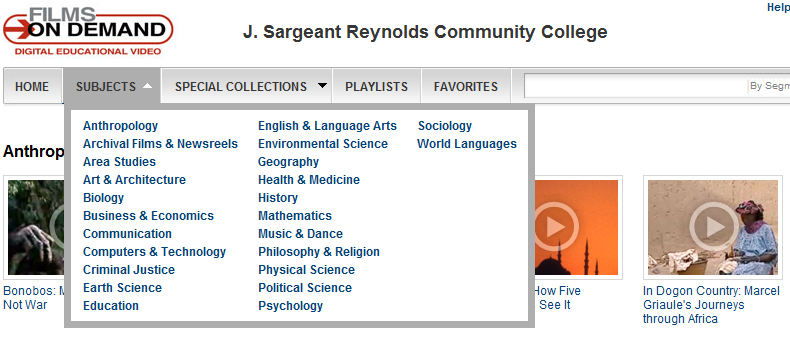 Help
FILMS
ON DEMAND
DIGITAL EDUCATIONAL VIDEO
J. Sargeant Reynolds Community College
HOME SUBJECTS SPECIAL COLLECTIONS PLAYLISTS FAVORITES By Segm
Anthropology
Archival Films & Newsreels
Area Studies
Art & Architecture
Biology
Business & Economics
Communication
Computers & Technology
Criminal Justice
Earth Science
Education
English & Language Arts
Environmental Science
Geography
Health & Medicine
History
Mathematics
Music & Dance
Philosophy & Religion
Physical Science
Political Science
Psychology
Sociology
World Languages
Anthrop
Bonobos: M
Not War
How Five
See It
In Dogon Country: Marcel
Griaule's Journeys
through Africa